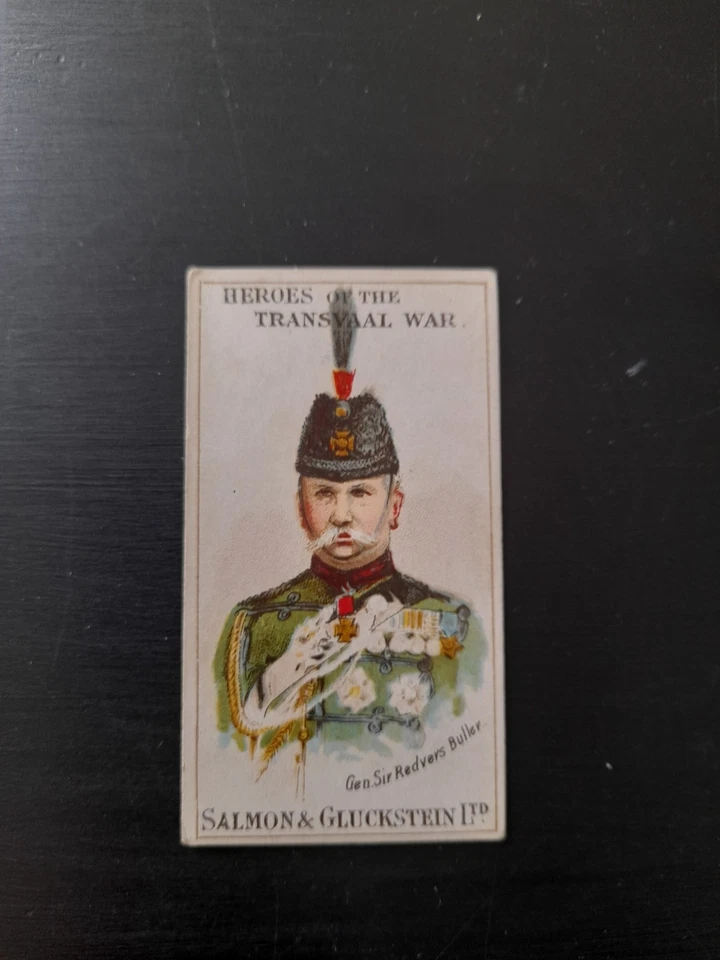 HEROES OF THE
TRANSVAAL WAR.
Gen. Sir Redvers Buller.
SALMON & GLUCKSTEIN LTD